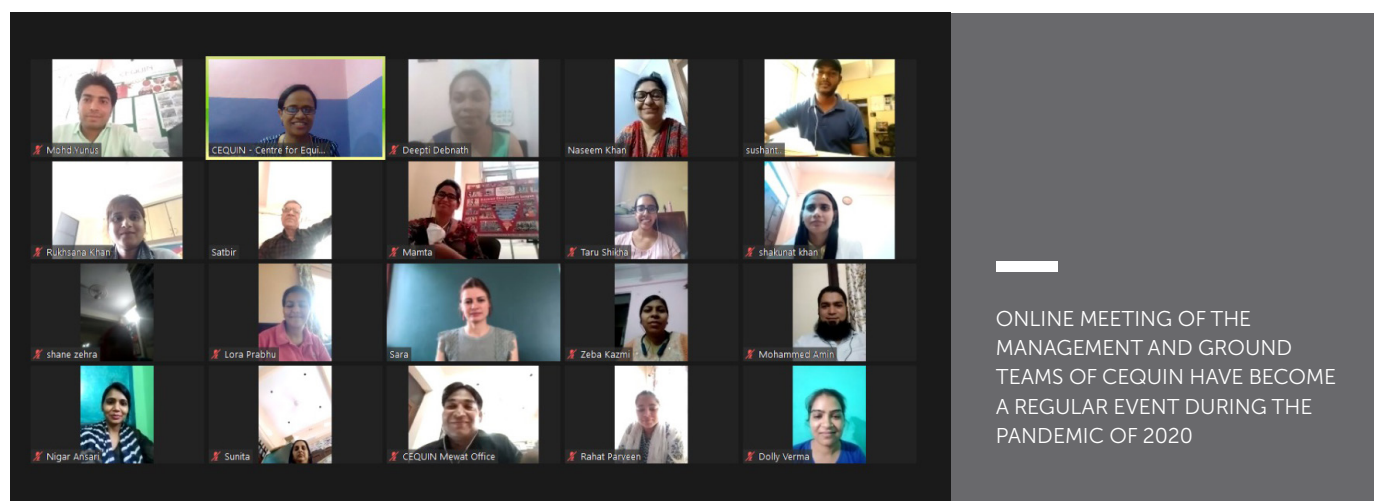 Mohd.Yunus
CEQUIN - Centre for Equi...
Deepti Debnath
Naseem Khan
sushant..
Rukhsana Khan
Satbir
Mamta
Taru Shikha
shakunat khan
shane zehra
Lora Prabhu
Sara
Zeba Kazmi
Mohammed Amin
Nigar Ansari
Sunita
CEQUIN Mewat Office
Rahat Parveen
Dolly Verma
ONLINE MEETING OF THE
MANAGEMENT AND GROUND
TEAMS OF CEQUIN HAVE BECOME
A REGULAR EVENT DURING THE
PANDEMIC OF 2020